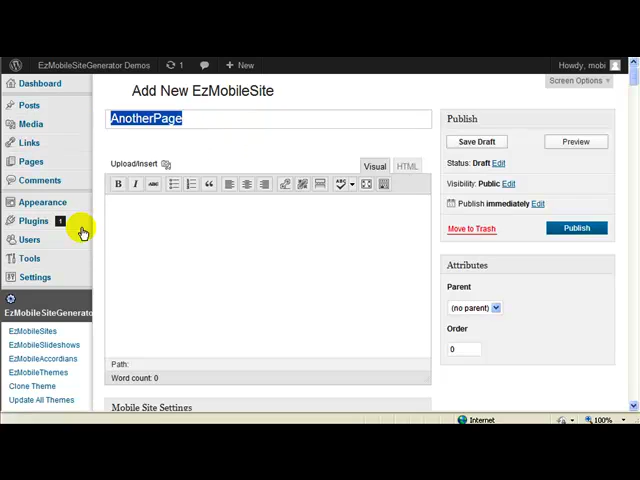 EzMobileSiteGenerator Demos 1 New Howdy, mobi
Screen Options
Dashboard
Posts
Media
Links
Pages
Comments
Appearance
Plugins 1
Users
Tools
Settings
EzMobileSiteGenerato
EzMobileSites
EzMobileSlideshows
EzMobileAccordians
EzMobileThemes
Clone Theme
Update All Themes
Add New EzMobileSite
AnotherPage
Upload/Insert Visual HTML
B I ABC
Path:
Word count: 0
Mobile Site Settings
Publish
Save Draft Preview
Status: Draft Edit
Visibility: Public Edit
Publish immediately Edit
Move to Trash Publish
Attributes
Parent
(no parent)
Order
0
Internet 100%